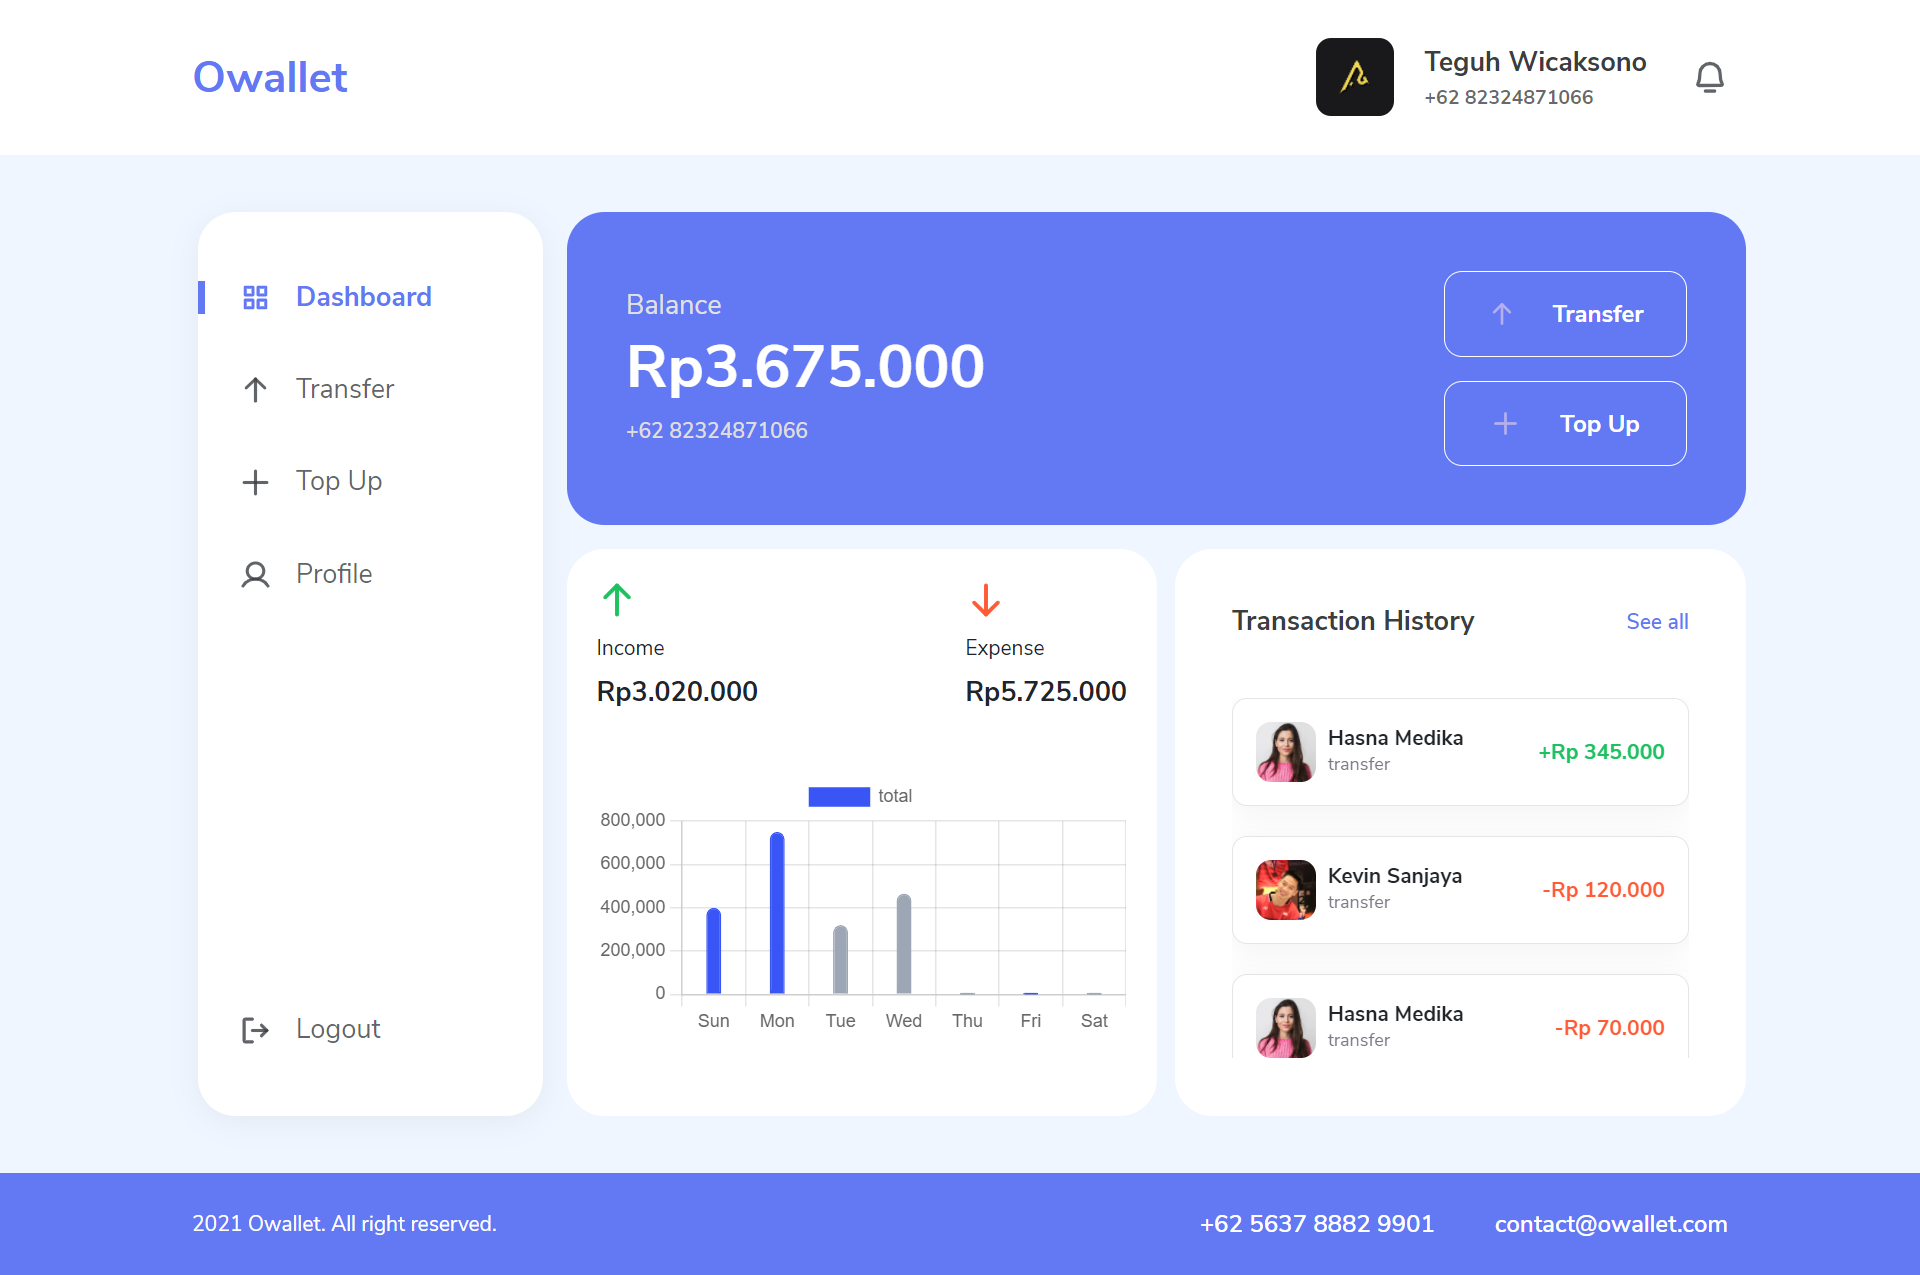 Owallet
Teguh Wicaksono
+62 82324871066
Dashboard
Transfer
Top Up
Profile
Logout
Balance
Rp3.675.000
+62 82324871066
Transfer
Top Up
Income
Rp3.020.000
Expense
Rp5.725.000
total
800,000
600,000
400,000
200,000
0
Sun Mon Tue Wed Thu Fri Sat
Transaction History
See all
Hasna Medika
transfer
+Rp 345.000
Kevin Sanjaya
transfer
-Rp 120.000
Hasna Medika
transfer
-Rp 70.000
2021 Owallet. All right reserved.
+62 5637 8882 9901
contact@owallet.com